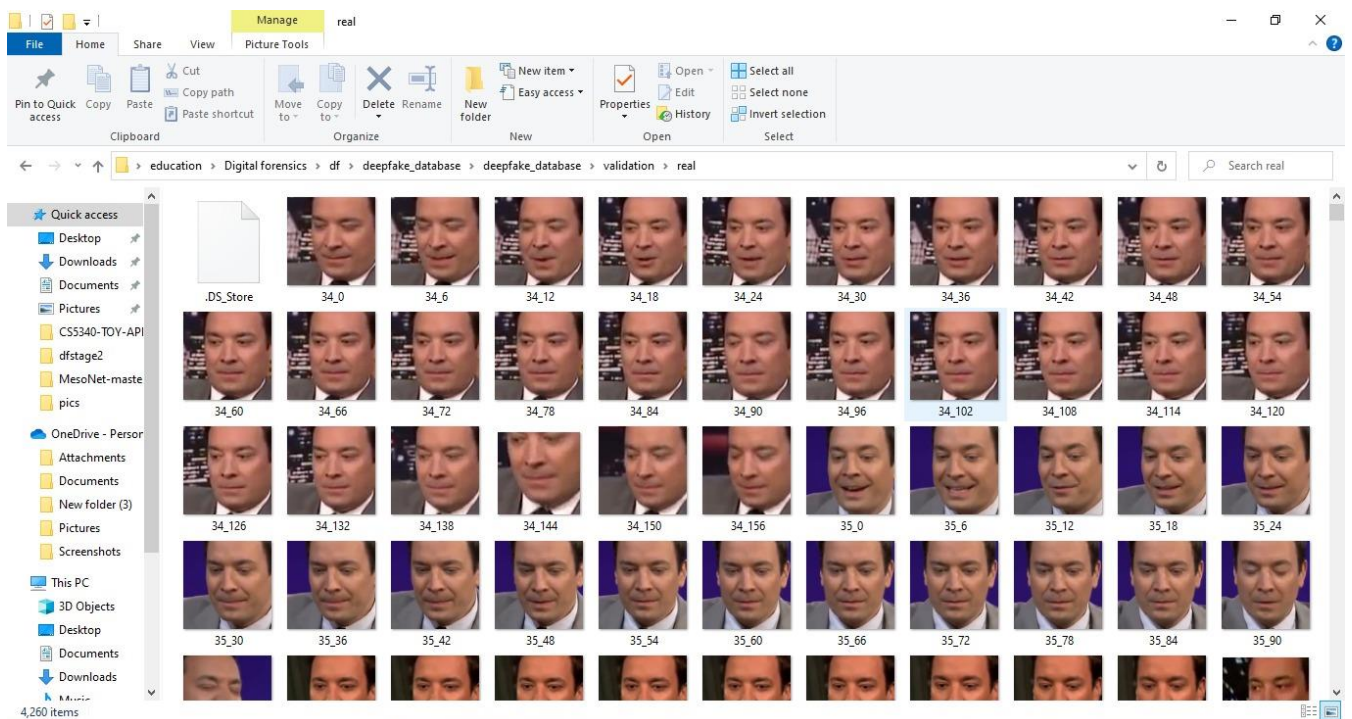 Manage real
File Home Share View Picture Tools
Pin to Quick access
Copy
Paste
Cut
Copy path
Paste shortcut
Move to
Copy to
Delete
Rename
New folder
New item
Easy access
Properties
Open
Edit
History
Select all
Select none
Invert selection
Clipboard Organize New Open Select
education > Digital forensics > df > deepfake_database > deepfake_database > validation > real
Search real
Quick access
Desktop
Downloads
Documents
Pictures
CS5340-TOY-API
dfstage2
MesoNet-maste
pics
OneDrive - Person
Attachments
Documents
New folder (3)
Pictures
Screenshots
This PC
3D Objects
Desktop
Documents
Downloads
.DS_Store 34_0 34_6 34_12 34_18 34_24 34_30 34_36 34_42 34_48 34_54
34_60 34_66 34_72 34_78 34_84 34_90 34_96 34_102 34_108 34_114 34_120
34_126 34_132 34_138 34_144 34_150 34_156 35_0 35_6 35_12 35_18 35_24
35_30 35_36 35_42 35_48 35_54 35_60 35_66 35_72 35_78 35_84 35_90
4,260 items